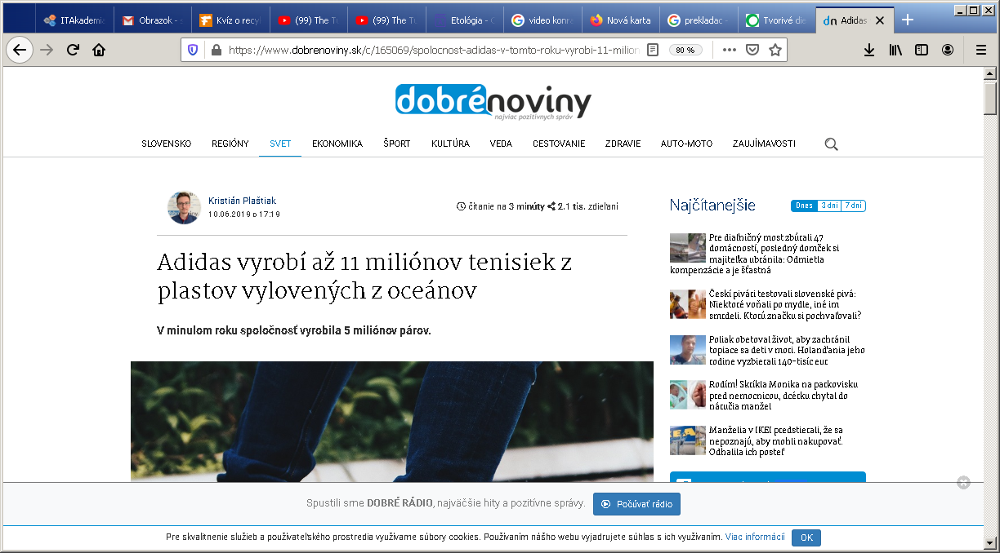 ITAkademi
Obrazok - s
Kvíz o recy
(99) The Tu
(99) The Tu
Etológia - C
video konr
Nová karta
prekladac -
Tvorivé die
Adidas
https://www.dobrenoviny.sk/c/165069/spolocnost-adidas-v-tomto-roku-vyrobi-11-milion
80 %
dobrénoviny
najviac pozitívnych správ
SLOVENSKO REGIÓNY SVET EKONOMIKA ŠPORT KULTÚRA VEDA CESTOVANIE ZDRAVIE AUTO-MOTO ZAUJÍMAVOSTI
Kristián Plaštiak
10.06.2019 o 17:19
čítanie na 3 minúty 2.1 tis. zdieľaní
Adidas vyrobí až 11 miliónov tenisiek z
plastov vylovených z oceánov
V minulom roku spoločnosť vyrobila 5 miliónov párov.
Najčítanejšie
Dnes 3 dni 7 dní
Pre diaľničný most zbúrali 47
domácností, posledný domček si
majiteľka ubránila: Odmietla
kompenzácie a je šťastná
Českí pivári testovali slovenské pivá:
Niektoré voňali po mydle, iné im
smrdeli. Ktorú značku si pochvaľovali?
Poliak obetoval život, aby zachránil
topiace sa deti v mori. Holanďania jeho
rodine vyzbierali 140-tisíc eur
Rodím! Skríkla Monika na parkovisku
pred nemocnicou, dcérku chytal do
náručia manžel
Manželia v IKEI predstierali, že sa
nepoznajú, aby mohli nakupovať.
Odhalila ich posteľ
Spustili sme DOBRÉ RÁDIO, najväčšie hity a pozitívne správy.
Počúvať rádio
Pre skvalitnenie služieb a používateľského prostredia využívame súbory cookies. Používaním nášho webu vyjadrujete súhlas s ich využívaním. Viac informácií
OK